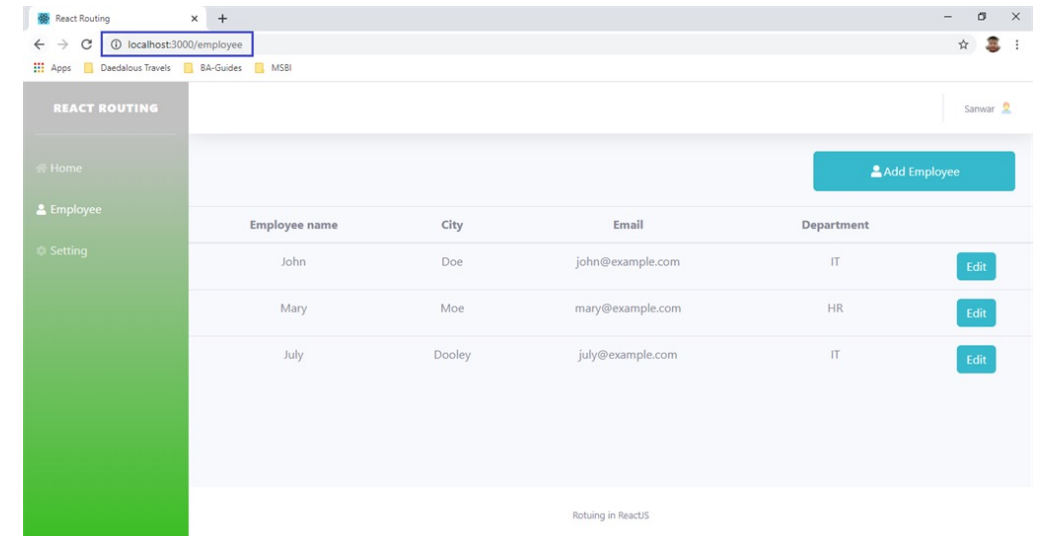 React Routing
localhost:3000/employee
Apps Daedalous Travels BA-Guides MSBI
REACT ROUTING
Sanwar
Home
Add Employee
Employee
Employee name City Email Department
Setting
John Doe john@example.com IT Edit
Mary Moe mary@example.com HR Edit
July Dooley july@example.com IT Edit
Rotuing in ReactJS